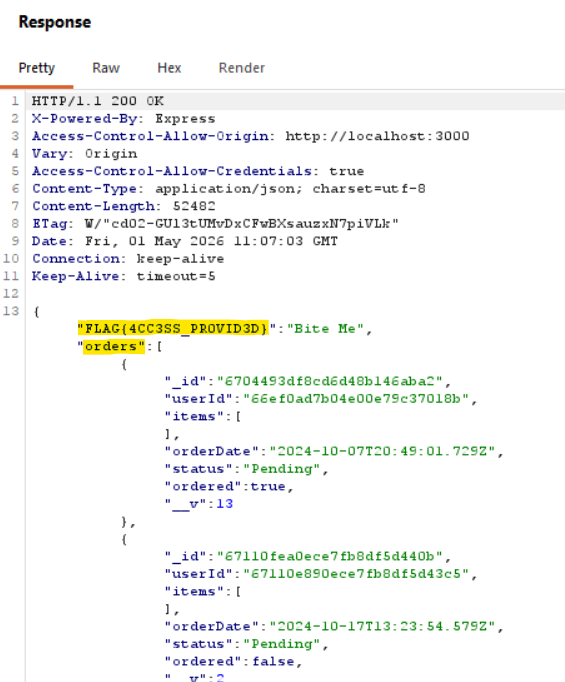 Response
Pretty Raw Hex Render
1 HTTP/1.1 200 OK
2 X-Powered-By: Express
3 Access-Control-Allow-Origin: http://localhost:3000
4 Vary: Origin
5 Access-Control-Allow-Credentials: true
6 Content-Type: application/json; charset=utf-8
7 Content-Length: 52482
8 ETag: W/"cd02-GUl3tUMvDxCFwBXsauzxN7piVLk"
9 Date: Fri, 01 May 2026 11:07:03 GMT
10 Connection: keep-alive
11 Keep-Alive: timeout=5
12
13 {
"FLAG{4CC3SS_PROVID3D}":"Bite Me",
"orders":[
{
"_id":"6704493df8cd6d48b146aba2",
"userId":"66ef0ad7b04e00e79c37018b",
"items":[
],
"orderDate":"2024-10-07T20:49:01.729Z",
"status":"Pending",
"ordered":true,
"__v":13
},
{
"_id":"67110fea0ece7fb8df5d440b",
"userId":"67110e890ece7fb8df5d43c5",
"items":[
],
"orderDate":"2024-10-17T13:23:54.579Z",
"status":"Pending",
"ordered":false,
"__v":2